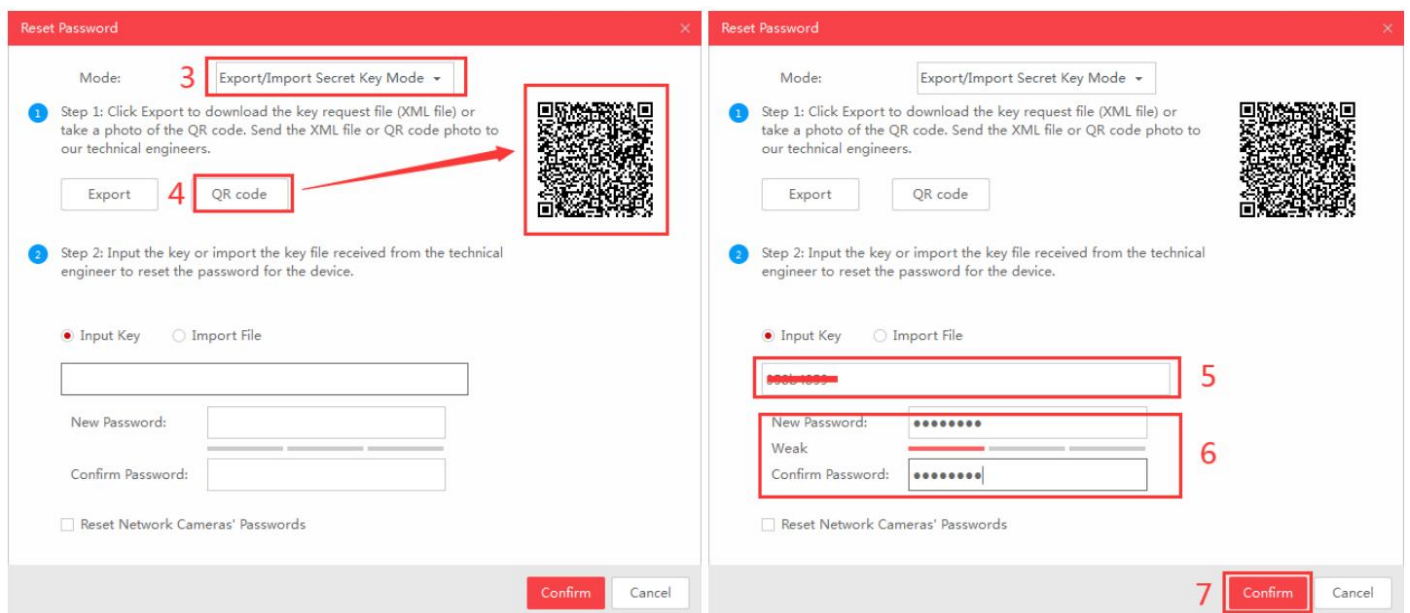 Reset Password
Mode:
3
Export/Import Secret Key Mode
1
Step 1: Click Export to download the key request file (XML file) or
take a photo of the QR code. Send the XML file or QR code photo to
our technical engineers.
Export
4
QR code
2
Step 2: Input the key or import the key file received from the technical
engineer to reset the password for the device.
Input Key
Import File
New Password:
Confirm Password:
Reset Network Cameras' Passwords
Confirm
Cancel
Reset Password
Mode:
Export/Import Secret Key Mode
1
Step 1: Click Export to download the key request file (XML file) or
take a photo of the QR code. Send the XML file or QR code photo to
our technical engineers.
Export
QR code
2
Step 2: Input the key or import the key file received from the technical
engineer to reset the password for the device.
Input Key
Import File
5
New Password:
Weak
6
Confirm Password:
Reset Network Cameras' Passwords
7
Confirm
Cancel